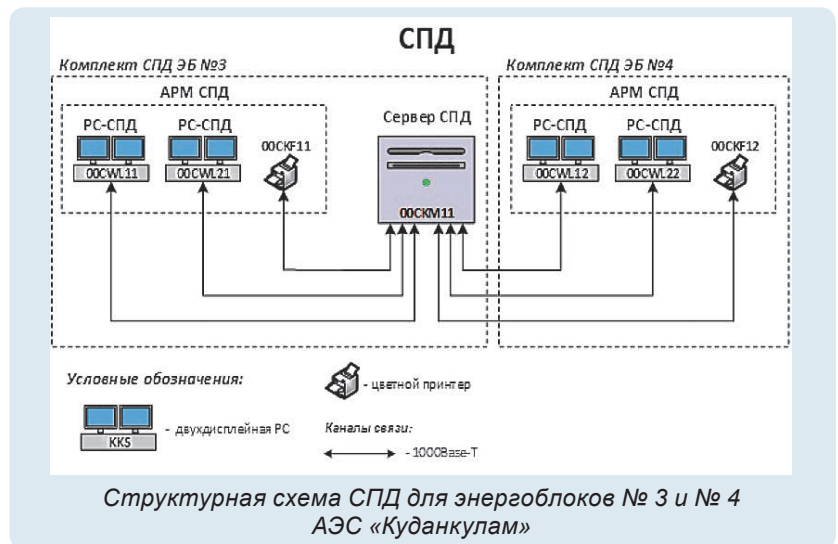 СПД
Комплект СПД ЭБ №3
АРМ СПД
РС-СПД
РС-СПД
00CWL11
00CWL21
00CKF11
Сервер СПД
00CKM11
Комплект СПД ЭБ №4
АРМ СПД
РС-СПД
РС-СПД
00CWL12
00CWL22
00CKF12
Условные обозначения:
KKS
- двухдисплейная РС
- цветной принтер
Каналы связи:
- 1000Base-T
Структурная схема СПД для энергоблоков № 3 и № 4
АЭС «Куданкулам»